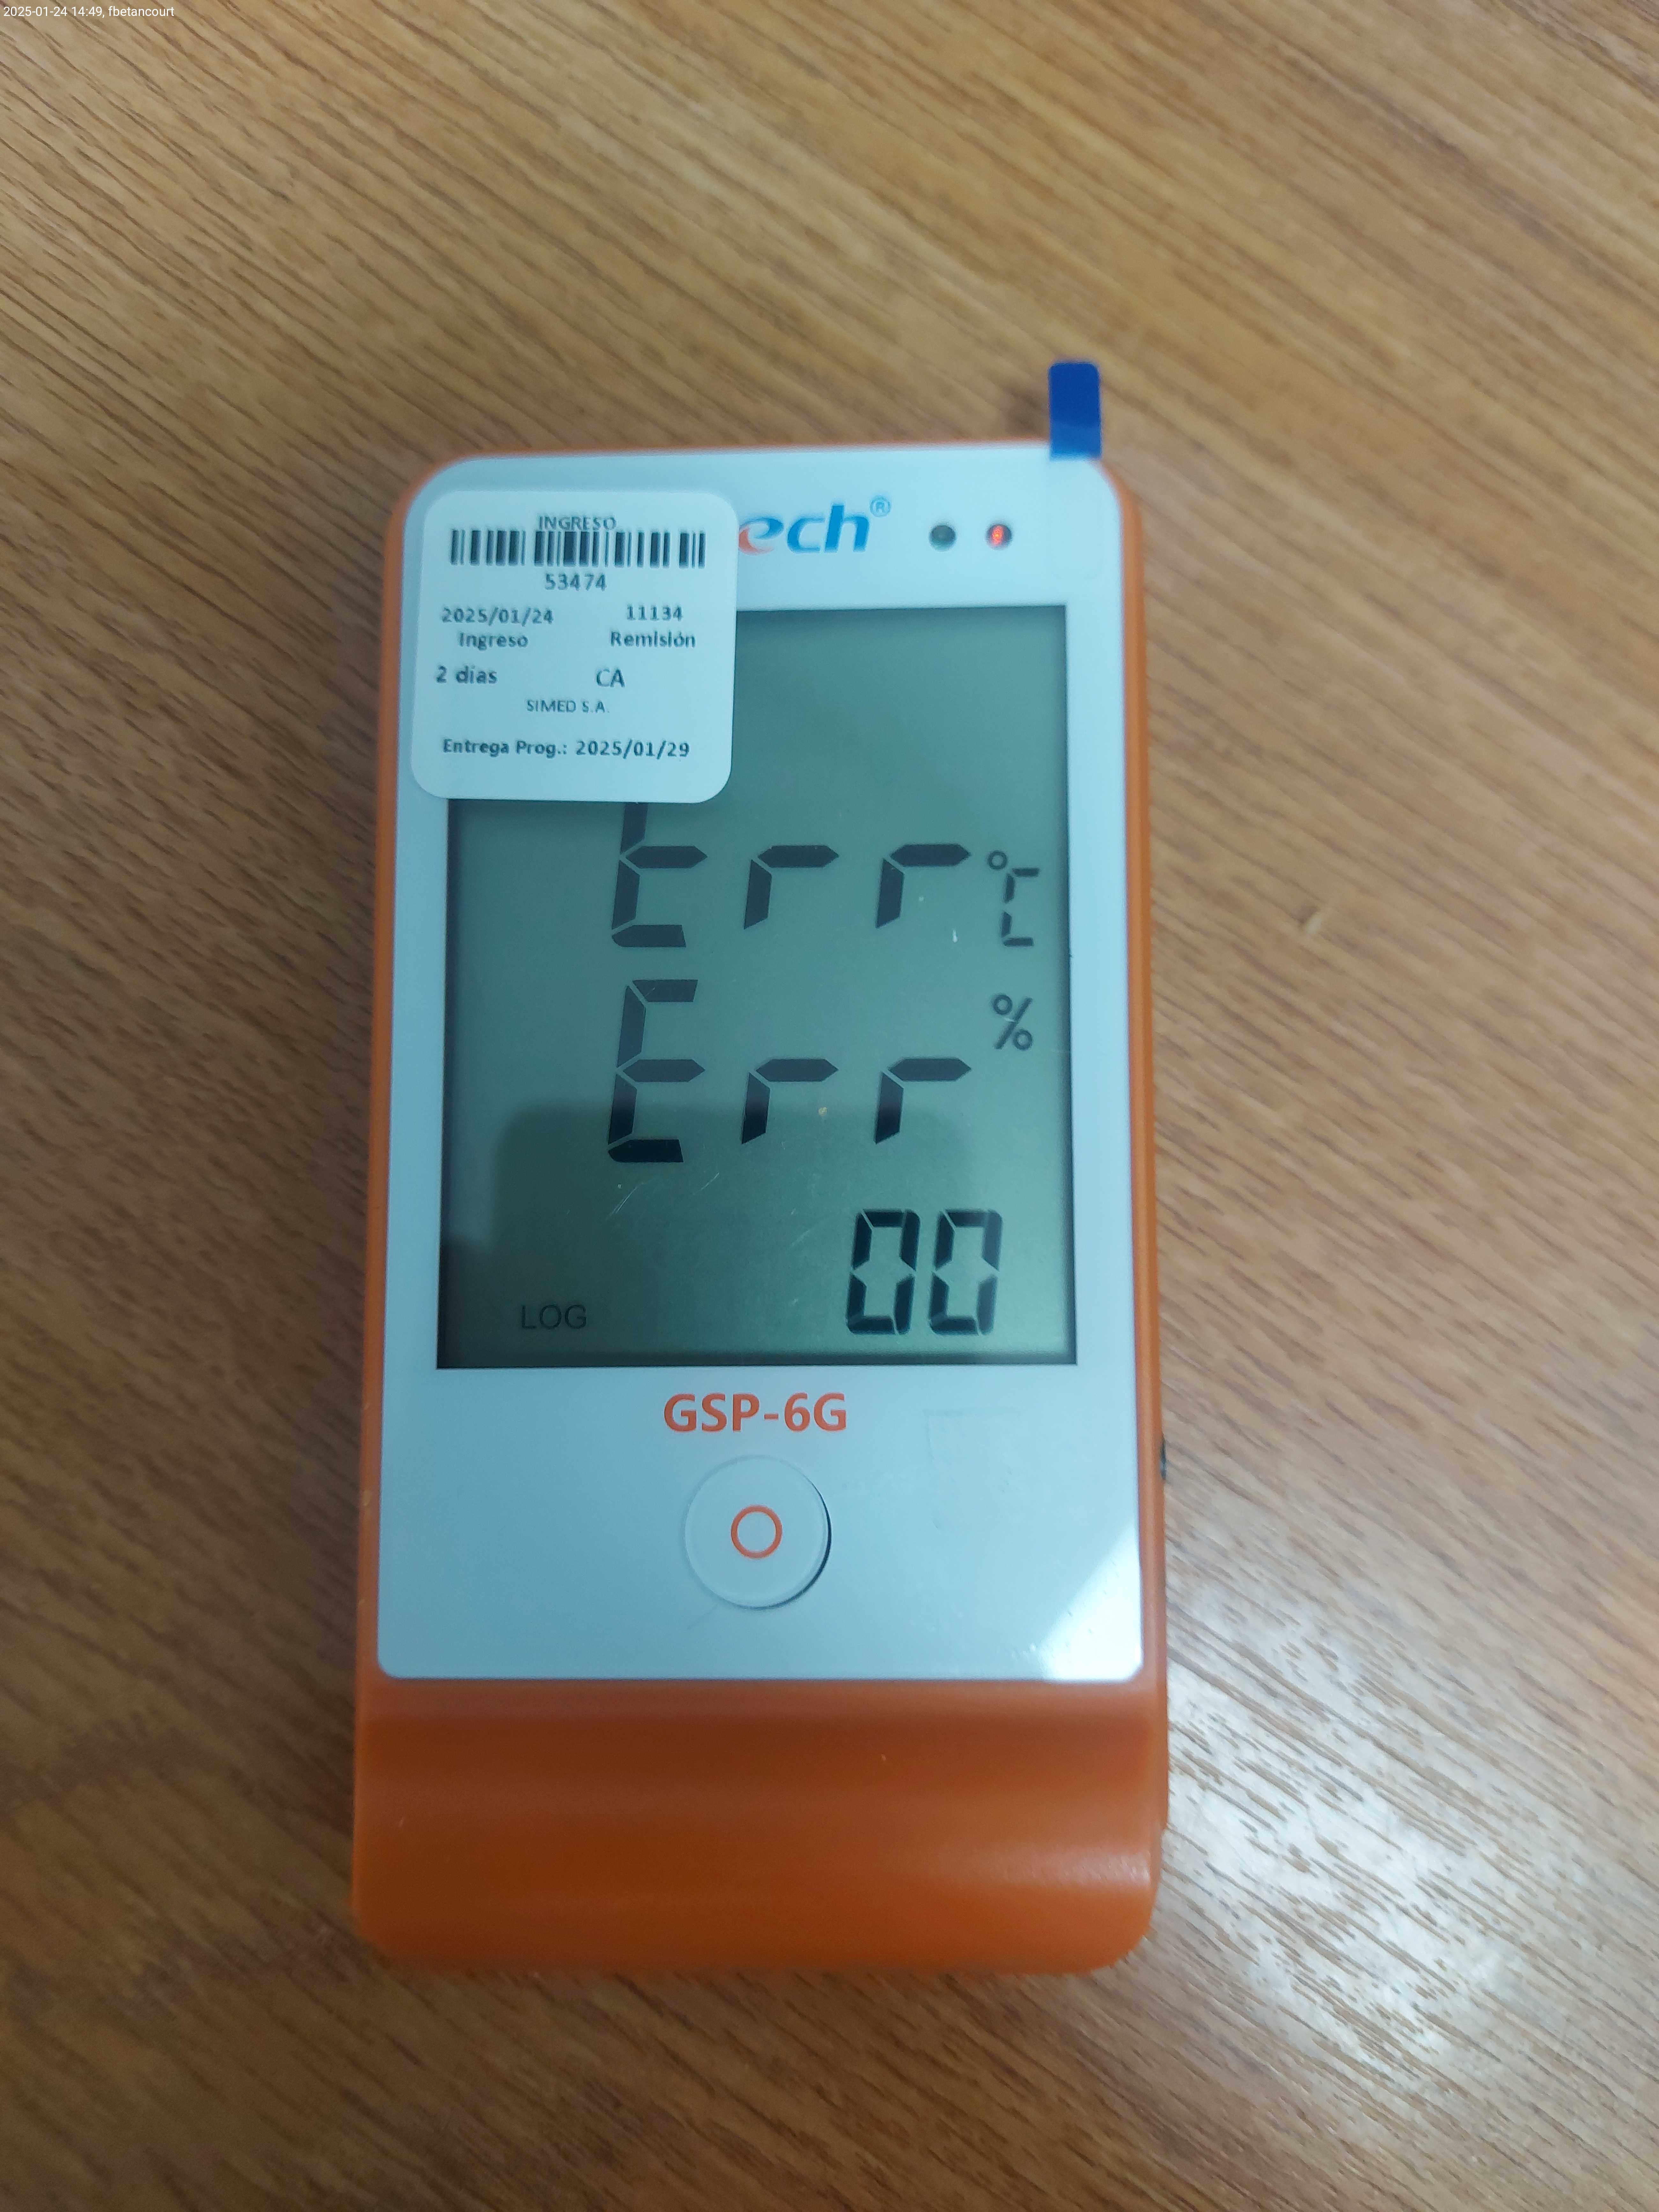 2025-01-24 14:49, fbetancourt
ech®
INGRESO
53474
2025/01/24 11134
Ingreso Remisión
2 días CA
SIMED S.A.
Entrega Prog.: 2025/01/29
Err °C
Err %
LOG 00
GSP-6G